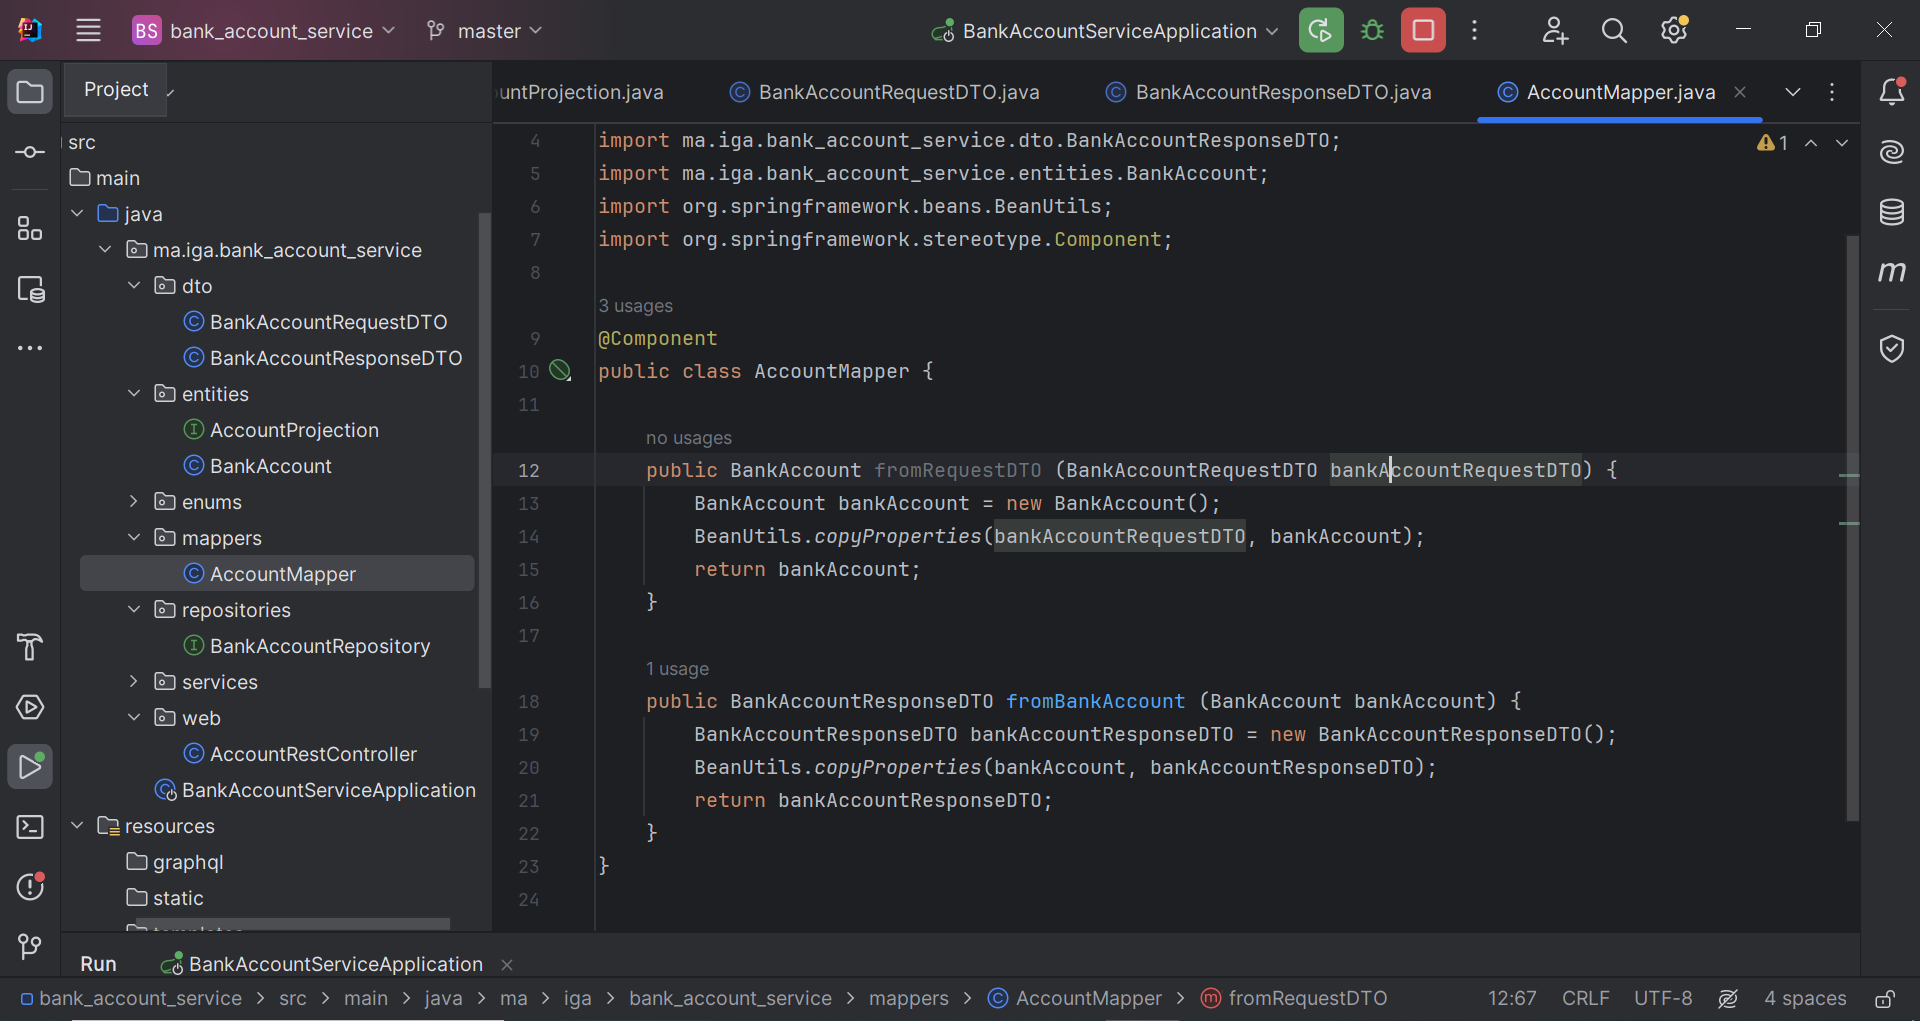 BS bank_account_service master BankAccountServiceApplication
Project
untProjection.java BankAccountRequestDTO.java BankAccountResponseDTO.java AccountMapper.java
src
main
java
ma.iga.bank_account_service
dto
BankAccountRequestDTO
BankAccountResponseDTO
entities
AccountProjection
BankAccount
enums
mappers
AccountMapper
repositories
BankAccountRepository
services
web
AccountRestController
BankAccountServiceApplication
resources
graphql
static
4 import ma.iga.bank_account_service.dto.BankAccountResponseDTO;
1
5 import ma.iga.bank_account_service.entities.BankAccount;
6 import org.springframework.beans.BeanUtils;
7 import org.springframework.stereotype.Component;
8
3 usages
9 @Component
10 public class AccountMapper {
11
no usages
12 public BankAccount fromRequestDTO (BankAccountRequestDTO bankAccountRequestDTO) {
13 BankAccount bankAccount = new BankAccount();
14 BeanUtils.copyProperties(bankAccountRequestDTO, bankAccount);
15 return bankAccount;
16 }
17
1 usage
18 public BankAccountResponseDTO fromBankAccount (BankAccount bankAccount) {
19 BankAccountResponseDTO bankAccountResponseDTO = new BankAccountResponseDTO();
20 BeanUtils.copyProperties(bankAccount, bankAccountResponseDTO);
21 return bankAccountResponseDTO;
22 }
23 }
24
Run BankAccountServiceApplication
bank_account_service > src > main > java > ma > iga > bank_account_service > mappers > AccountMapper > fromRequestDTO 12:67 CRLF UTF-8 4 spaces